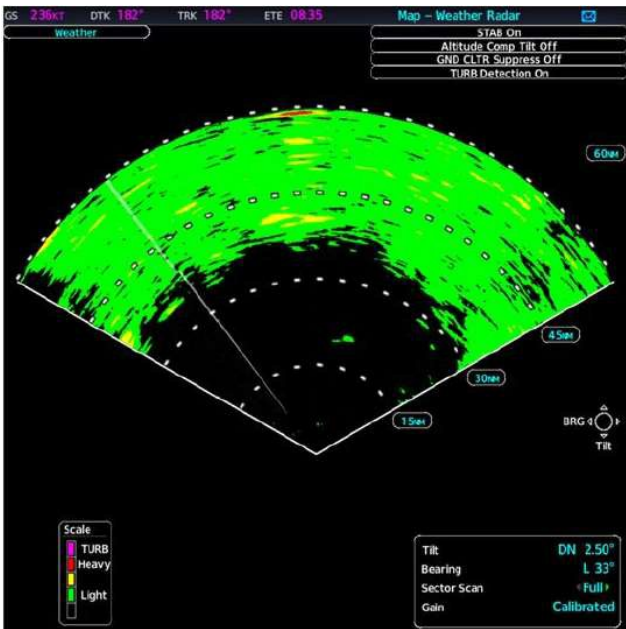 GS 236KT DTK 182° TRK 182° ETE 08:35 Map – Weather Radar
Weather
STAB On
Altitude Comp Tilt Off
GND CLTR Suppress Off
TURB Detection On
60NM
45NM
30NM
15NM
BRG
Tilt
Scale
TURB
Heavy
Light
Tilt DN 2.50°
Bearing L 33°
Sector Scan Full
Gain Calibrated